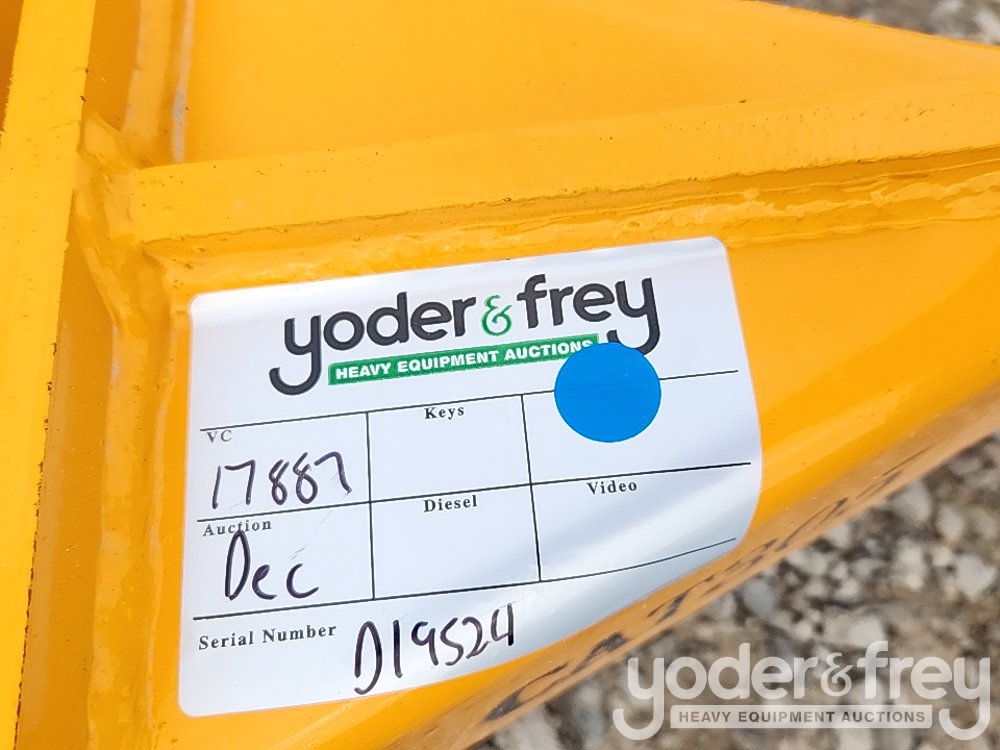 yoder & frey
HEAVY EQUIPMENT AUCTIONS
VC
Keys
17887
Auction
Diesel
Video
Dec
Serial Number
D19524
yoder & frey
HEAVY EQUIPMENT AUCTIONS